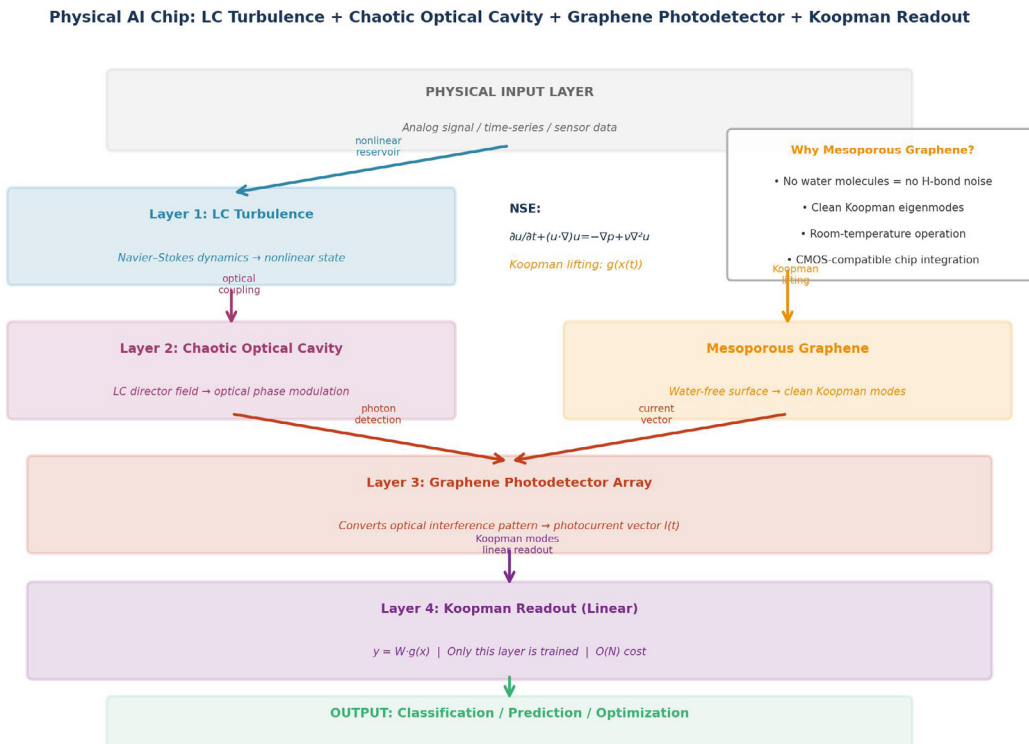 Physical AI Chip: LC Turbulence + Chaotic Optical Cavity + Graphene Photodetector + Koopman Readout
PHYSICAL INPUT LAYER
Analog signal / time-series / sensor data
nonlinear
reservoir
Why Mesoporous Graphene?
• No water molecules = no H-bond noise
• Clean Koopman eigenmodes
• Room-temperature operation
• CMOS-compatible chip integration
Layer 1: LC Turbulence
Navier–Stokes dynamics → nonlinear state
NSE:
∂u/∂t+(u·∇)u=−∇p+ν∇²u
Koopman lifting: g(x(t))
optical
coupling
Koopman
lifting
Layer 2: Chaotic Optical Cavity
LC director field → optical phase modulation
Mesoporous Graphene
Water-free surface → clean Koopman modes
photon
detection
current
vector
Layer 3: Graphene Photodetector Array
Converts optical interference pattern → photocurrent vector I(t)
Koopman modes
linear readout
Layer 4: Koopman Readout (Linear)
y = W·g(x) | Only this layer is trained | O(N) cost
OUTPUT: Classification / Prediction / Optimization